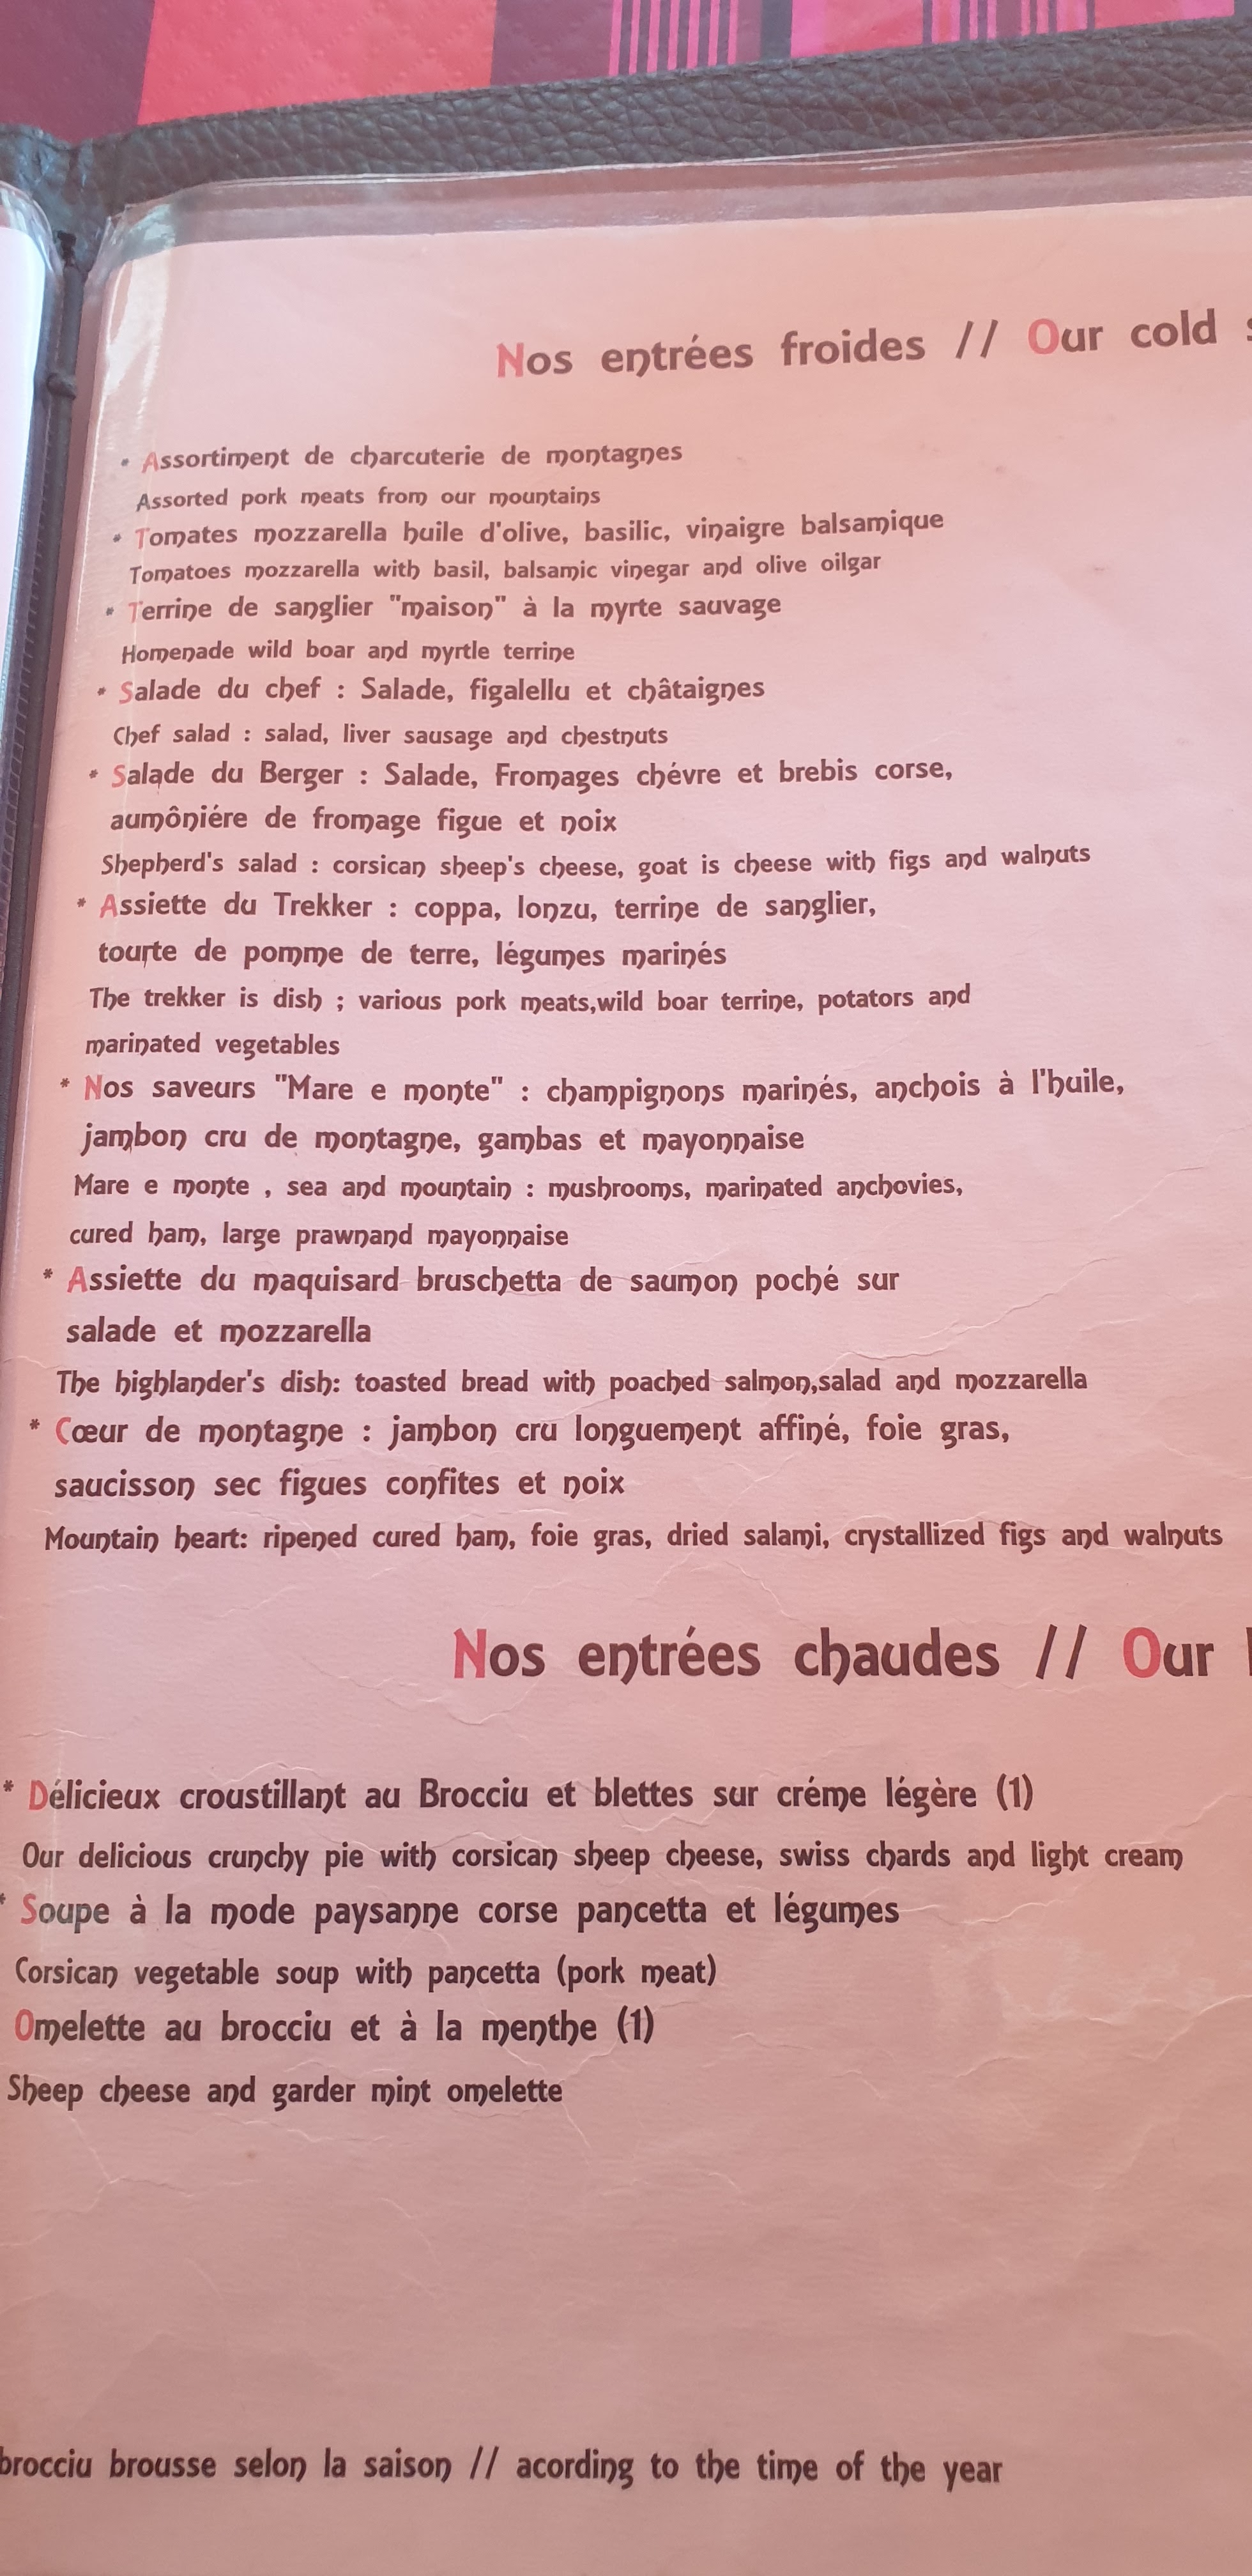 Nos entrées froides // Our cold
* Assortiment de charcuterie de montagnes
Assorted pork meats from our mountains
* Tomates mozzarella huile d'olive, basilic, vinaigre balsamique
Tomatoes mozzarella with basil, balsamic vinegar and olive oilgar
* Terrine de sanglier "maison" à la myrte sauvage
Homenade wild boar and myrtle terrine
* Salade du chef : Salade, figalellu et châtaignes
Chef salad : salad, liver sausage and chestnuts
* Salade du Berger : Salade, Fromages chévre et brebis corse,
aumôniére de fromage figue et noix
Shepherd's salad : corsican sheep's cheese, goat is cheese with figs and walnuts
* Assiette du Trekker : coppa, lonzu, terrine de sanglier,
tourte de pomme de terre, légumes marinés
The trekker is dish ; various pork meats,wild boar terrine, potators and
marinated vegetables
* Nos saveurs "Mare e monte" : champignons marinés, anchois à l'huile,
jambon cru de montagne, gambas et mayonnaise
Mare e monte , sea and mountain : mushrooms, marinated anchovies,
cured ham, large prawnand mayonnaise
* Assiette du maquisard bruschetta de saumon poché sur
salade et mozzarella
The highlander's dish: toasted bread with poached salmon,salad and mozzarella
* Cœur de montagne : jambon cru longuement affiné, foie gras,
saucisson sec figues confites et noix
Mountain heart: ripened cured ham, foie gras, dried salami, crystallized figs and walnuts
Nos entrées chaudes // Our
* Délicieux croustillant au Brocciu et blettes sur créme légère (1)
Our delicious crunchy pie with corsican sheep cheese, swiss chards and light cream
* Soupe à la mode paysanne corse pancetta et légumes
Corsican vegetable soup with pancetta (pork meat)
Omelette au brocciu et à la menthe (1)
Sheep cheese and garder mint omelette
brocciu brousse selon la saison // acording to the time of the year